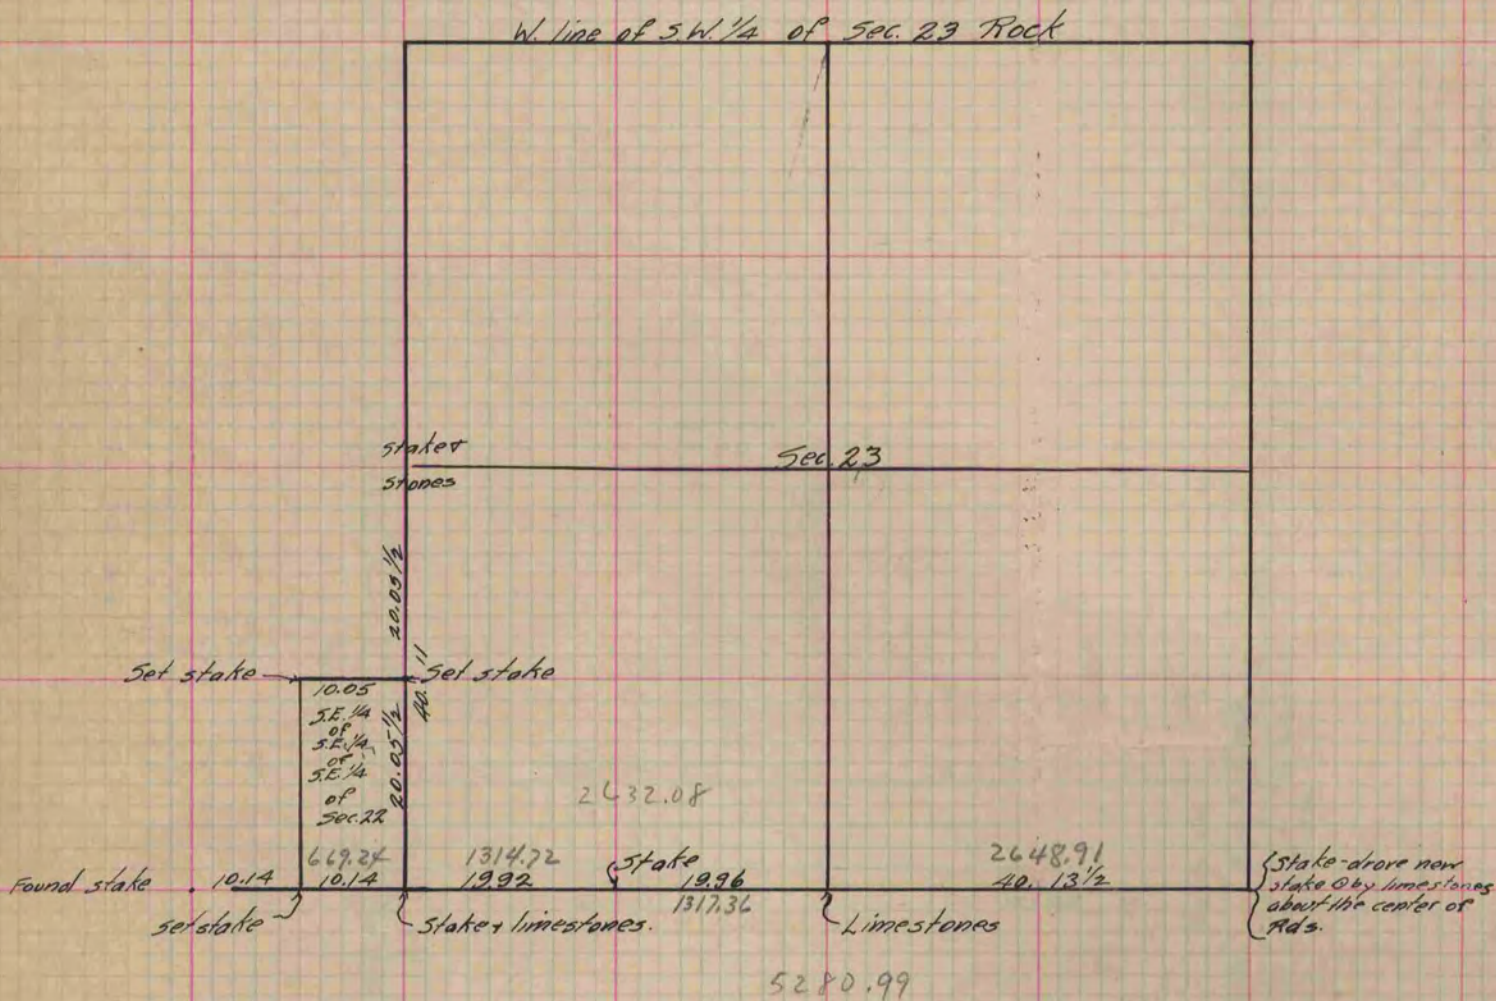 W. line of S.W. 1/4 of Sec. 23 Rock
Stake &
Stones
Sec. 23
20.05 1/2
40.11
Set stake
Set stake
10.05
S.E. 1/4
of
S.E. 1/4
of
S.E. 1/4
of
Sec. 22
20.05 1/2
2632.08
669.24
1314.72
Stake
2648.91
Found stake
10.14
10.14
19.92
19.96
40. 13 1/2
1317.36
Set stake
Stake & limestones.
Limestones
Stake-drove new
stake by limestones
about the center of
Rds.
5280.99